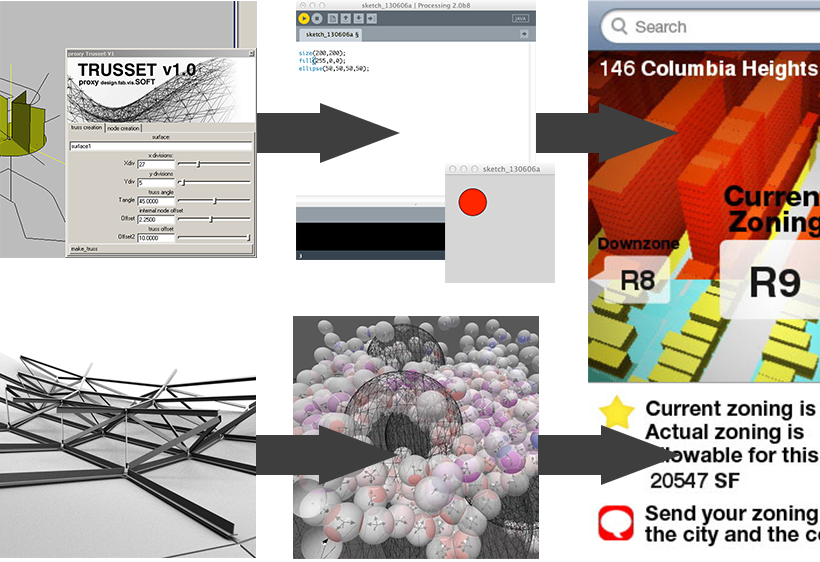 proxy Trusset V1
TRUSSET v1.0
proxy design.fab.vis.SOFT
truss creation
node creation
surface:
surface1
x divisions:
Xdiv 27
y divisions:
Ydiv 5
truss angle
Tangle 45.0000
internal node offset
Offset 2.2500
truss offset
Offset2 10.0000
make_truss
sketch_130606a | Processing 2.0b8
JAVA
sketch_130606a §
size(200,200);
fill(255,0,0);
ellipse(50,50,50,50);
3
sketch_130606a
Search
146 Columbia Heights
Curren
Zoning
Downzone
R8
R9
Current zoning is
Actual zoning is
llowable for this
20547 SF
Send your zoning
the city and the co